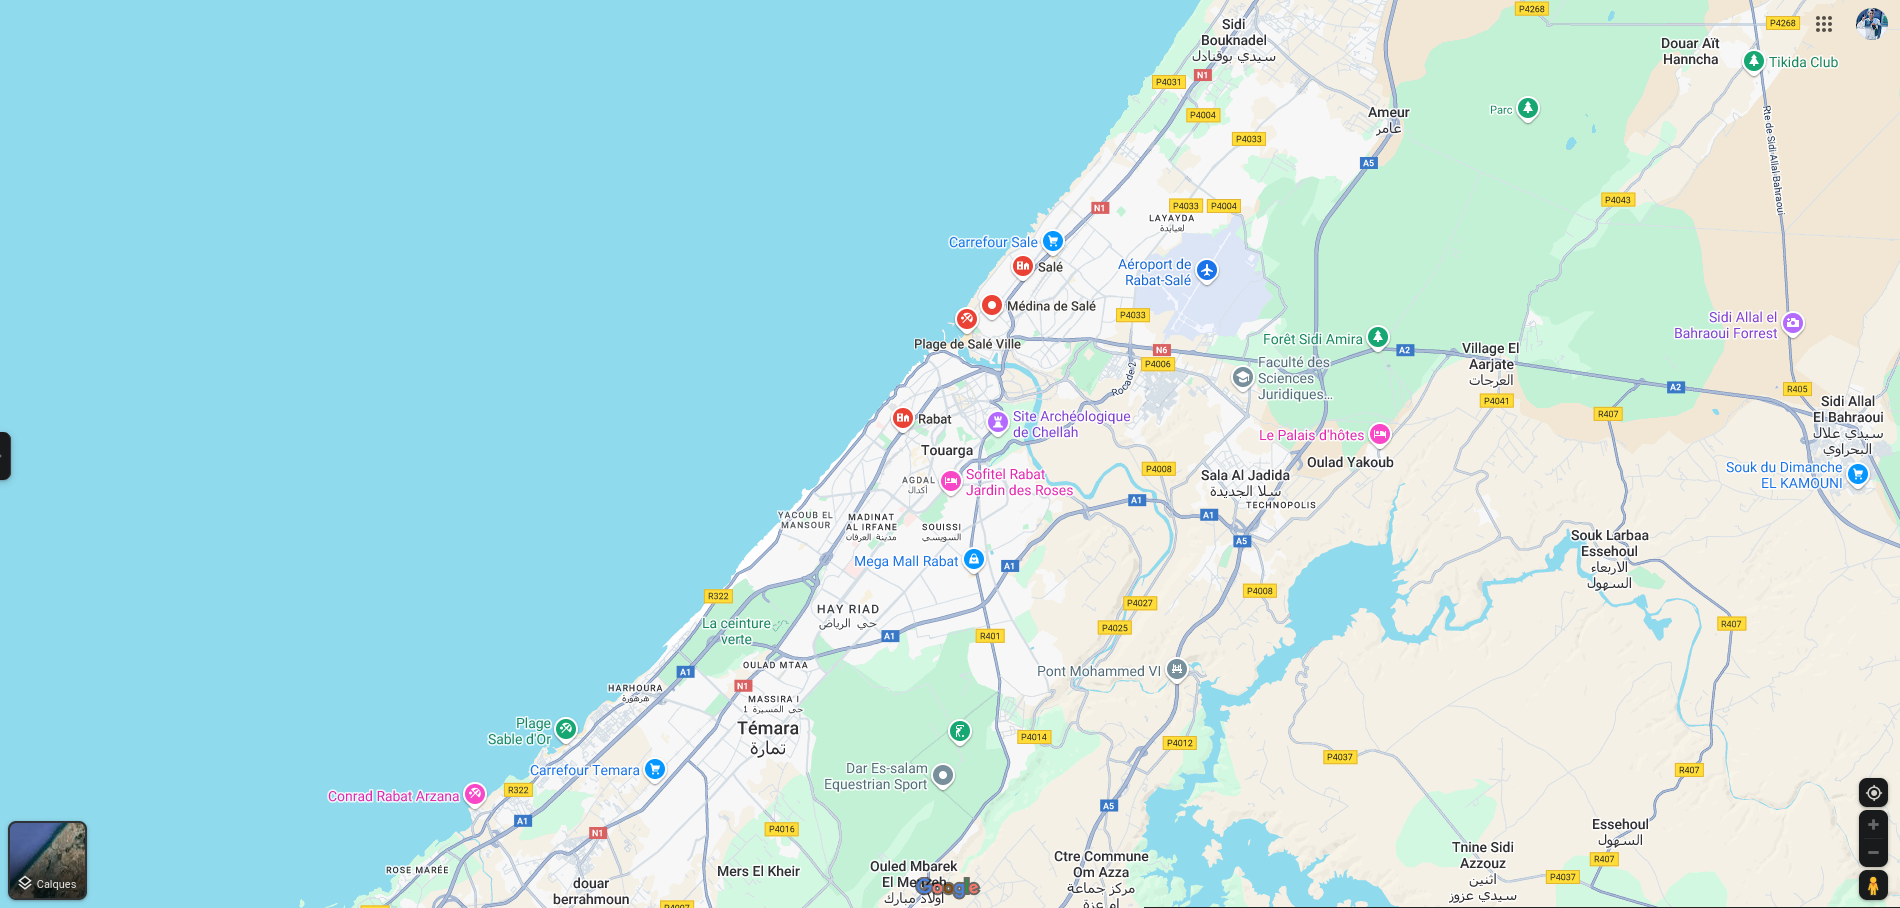 Sidi
Bouknadel
سيدي بوقنادل
P4268
P4268
Douar Aït
Hanncha
Tikida Club
N1
P4031
P4004
Parc
Ameur
عامر
P4033
A5
Rte de Sidi Allal Bahraoui
P4043
N1
P4033
P4004
LAYAYDA
لعيايدة
Carrefour Sale
Salé
Aéroport de
Rabat-Salé
Médina de Salé
P4033
Sidi Allal el
Bahraoui Forrest
Plage de Salé Ville
Forêt Sidi Amira
N6
P4006
A2
Village El
Aarjate
العرجات
Faculté des
Sciences
Juridiques...
Rocade 2
A2
R405
P4041
R407
Sidi Allal
El Bahraoui
سيدي علال
البحراوي
Rabat
Site Archéologique
de Chellah
Le Palais d'hôtes
Touarga
Oulad Yakoub
P4008
Sala Al Jadida
سلا الجديدة
Souk du Dimanche
EL KAMOUNI
Sofitel Rabat
Jardin des Roses
AGDAL
أكدال
A1
TECHNOPOLIS
A1
YACOUB EL
MANSOUR
MADINAT
AL IRFANE
مدينة العرفان
SOUISSI
السويسي
A5
Souk Larbaa
Essehoul
الاربعاء
السهول
Mega Mall Rabat
A1
R322
P4008
P4027
HAY RIAD
حي الرياض
La ceinture
verte
P4025
R407
A1
R401
OULAD MTAA
A1
Pont Mohammed VI
HARHOURA
هرهورة
N1
MASSIRA I
حي المسيرة 1
Plage
Sable d'Or
Témara
تمارة
P4014
P4012
P4037
Carrefour Temara
Dar Es-salam
Equestrian Sport
R407
Conrad Rabat Arzana
R322
A5
A1
N1
P4016
Essehoul
السهول
Tnine Sidi
Azzouz
اثنين
سيدي عزوز
R407
P4037
Ctre Commune
Om Azza
مركز جماعة
ام عزة
ROSE MARÉE
Mers El Kheir
Ouled Mbarek
أولاد مبارك
douar
berrahmoun
P4007
Calques
Google